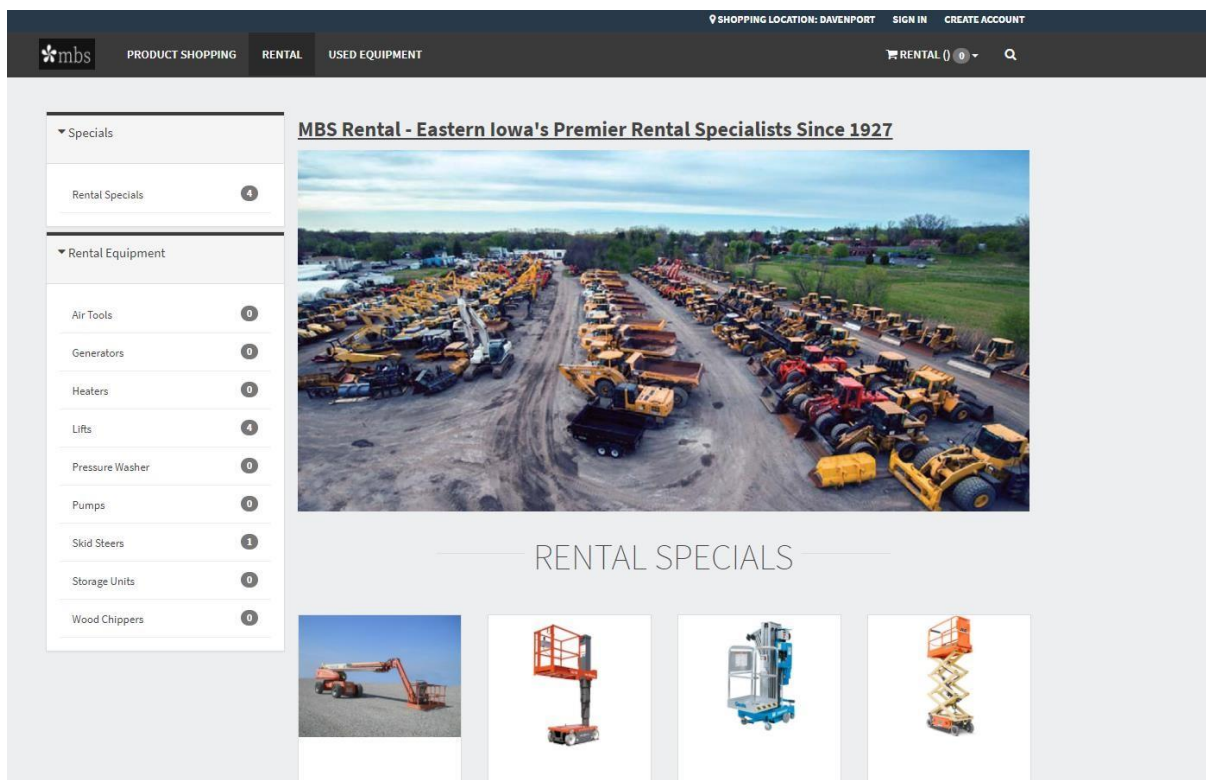 SHOPPING LOCATION: DAVENPORT SIGN IN CREATE ACCOUNT
mbs PRODUCT SHOPPING RENTAL USED EQUIPMENT RENTAL () 0
Specials
Rental Specials 4
Rental Equipment
Air Tools 0
Generators 0
Heaters 0
Lifts 4
Pressure Washer 0
Pumps 0
Skid Steers 1
Storage Units 0
Wood Chippers 0
MBS Rental - Eastern Iowa's Premier Rental Specialists Since 1927
RENTAL SPECIALS